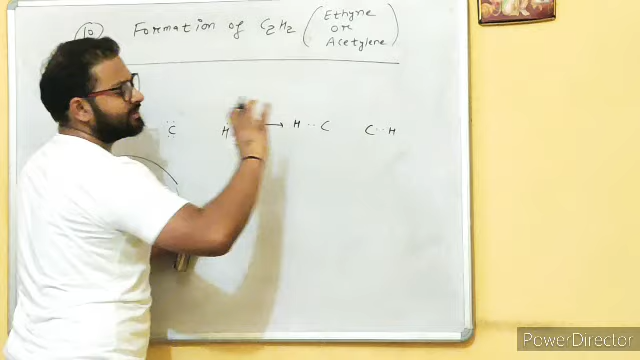 10 Formation of C2H2 ( Ethyne
OR
Acetylene )
C H → H ·· C C ·· H
PowerDirector